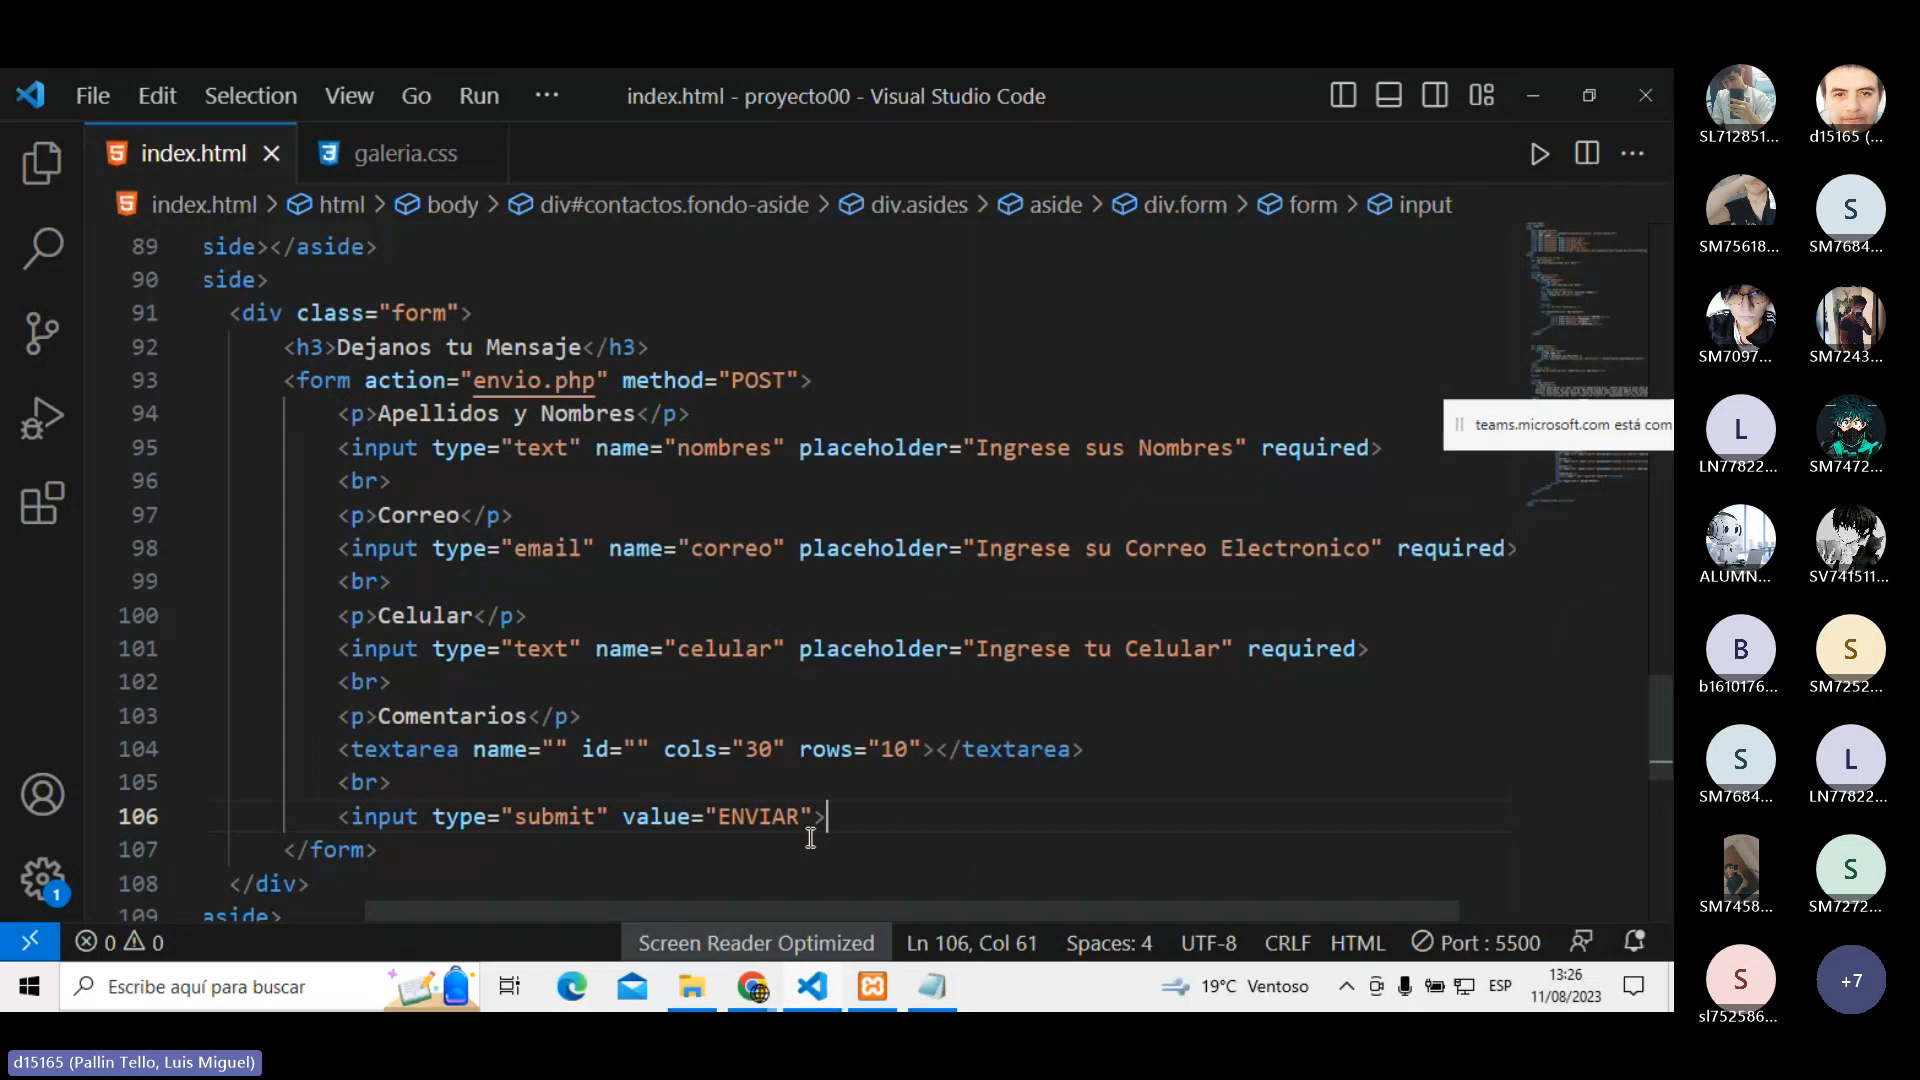 File Edit Selection View Go Run ··· index.html - proyecto00 - Visual Studio Code
index.html galeria.css
index.html > html > body > div#contactos.fondo-aside > div.asides > aside > div.form > form > input
89 side></aside>
90 side>
91 <div class="form">
92 <h3>Dejanos tu Mensaje</h3>
93 <form action="envio.php" method="POST">
94 <p>Apellidos y Nombres</p>
95 <input type="text" name="nombres" placeholder="Ingrese sus Nombres" required>
96 <br>
97 <p>Correo</p>
98 <input type="email" name="correo" placeholder="Ingrese su Correo Electronico" required>
99 <br>
100 <p>Celular</p>
101 <input type="text" name="celular" placeholder="Ingrese tu Celular" required>
102 <br>
103 <p>Comentarios</p>
104 <textarea name="" id="" cols="30" rows="10"></textarea>
105 <br>
106 <input type="submit" value="ENVIAR">
107 </form>
108 </div>
109 aside>
teams.microsoft.com está com
1
0 0 Screen Reader Optimized Ln 106, Col 61 Spaces: 4 UTF-8 CRLF HTML Port : 5500
Escribe aquí para buscar
19°C Ventoso ESP
13:26
11/08/2023
d15165 (Pallin Tello, Luis Miguel)
SL712851... d15165 (...
S
SM75618... SM7684...
SM7097... SM7243...
L
LN77822... SM7472...
ALUMN... SV741511...
B S
b1610176... SM7252...
S L
SM7684... LN77822...
S
SM7458... SM7272...
S +7
sl752586...